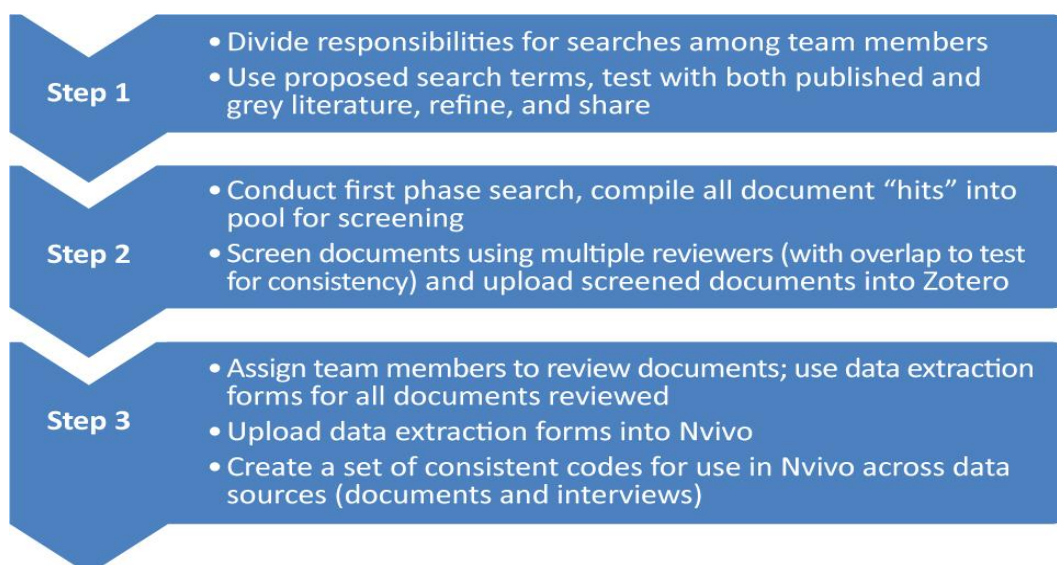 Step 1
• Divide responsibilities for searches among team members
• Use proposed search terms, test with both published and
grey literature, refine, and share
Step 2
• Conduct first phase search, compile all document “hits” into
pool for screening
• Screen documents using multiple reviewers (with overlap to test
for consistency) and upload screened documents into Zotero
Step 3
• Assign team members to review documents; use data extraction
forms for all documents reviewed
• Upload data extraction forms into Nvivo
• Create a set of consistent codes for use in Nvivo across data
sources (documents and interviews)